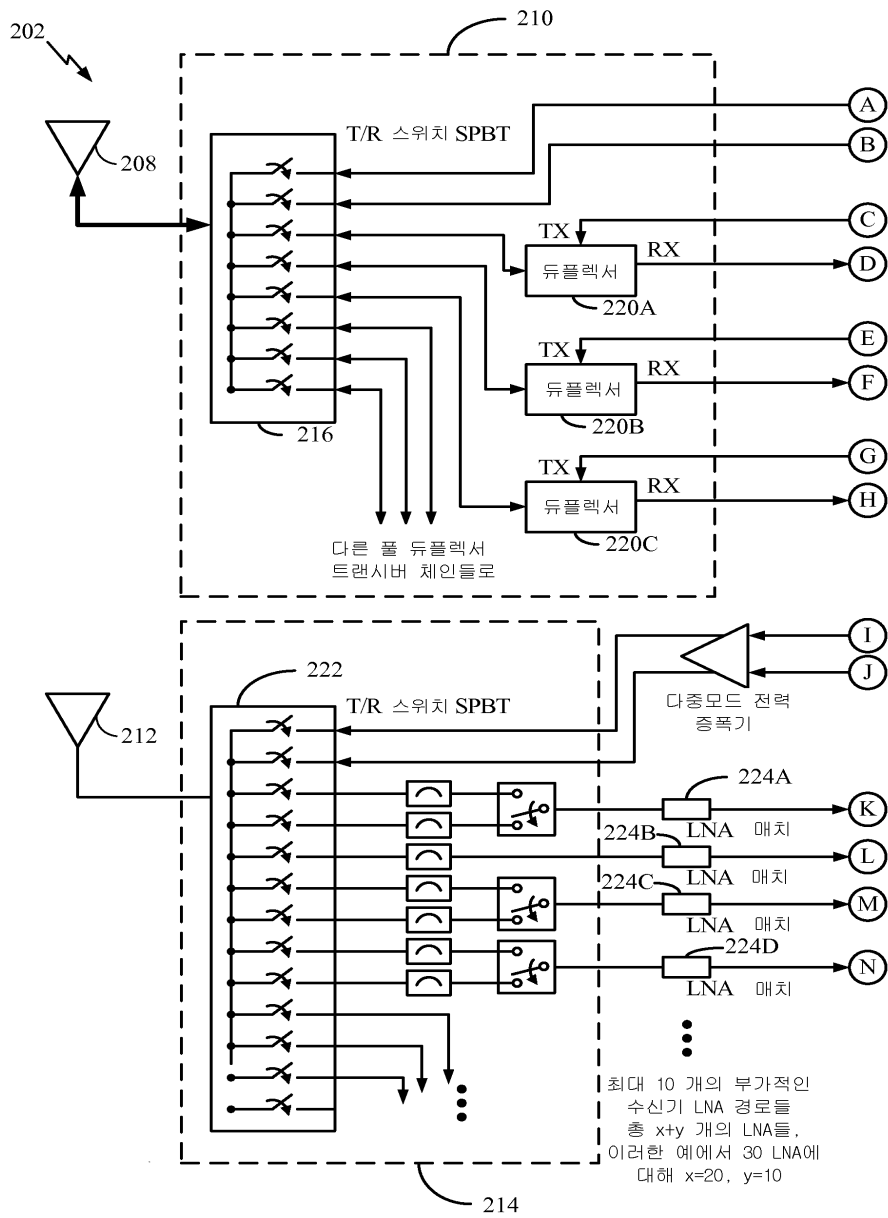 210
202
A
T/R 스위치 SPBT
B
208
C
TX
RX
D
듀플렉서
220A
E
TX
RX
F
듀플렉서
216
220B
G
TX
RX
H
듀플렉서
220C
다른 풀 듀플렉서
트랜시버 체인들로
I
222
J
T/R 스위치 SPBT
다중모드 전력
증폭기
212
224A
K
LNA 매치
224B
L
LNA 매치
224C
M
LNA 매치
224D
N
LNA 매치
최대 10 개의 부가적인
수신기 LNA 경로들
총 x+y 개의 LNA들,
이러한 예에서 30 LNA에
대해 x=20, y=10
214